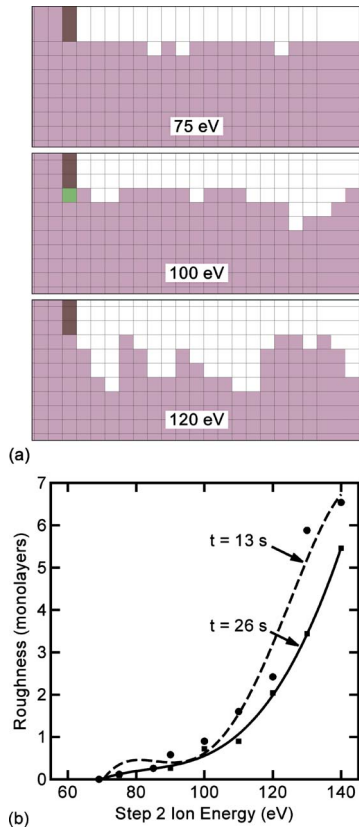 75 eV
100 eV
120 eV
(a)
7
6
5
4
3
2
1
0
Roughness (monolayers)
t = 13 s
t = 26 s
60
80
100
120
140
Step 2 Ion Energy (eV)
(b)